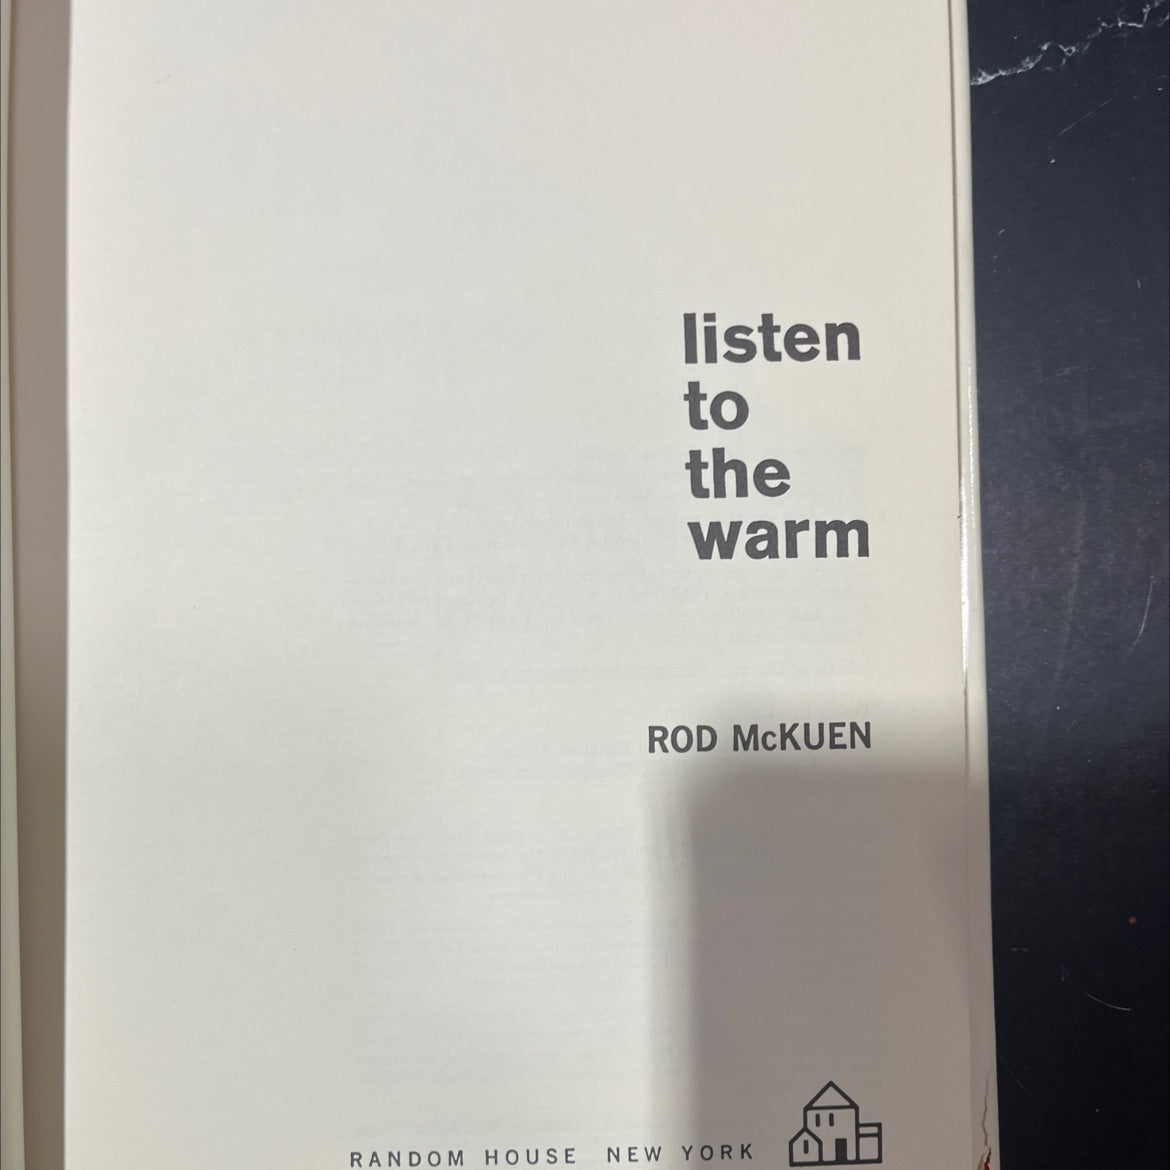 listen
to
the
warm
ROD McKUEN
RANDOM HOUSE NEW YORK